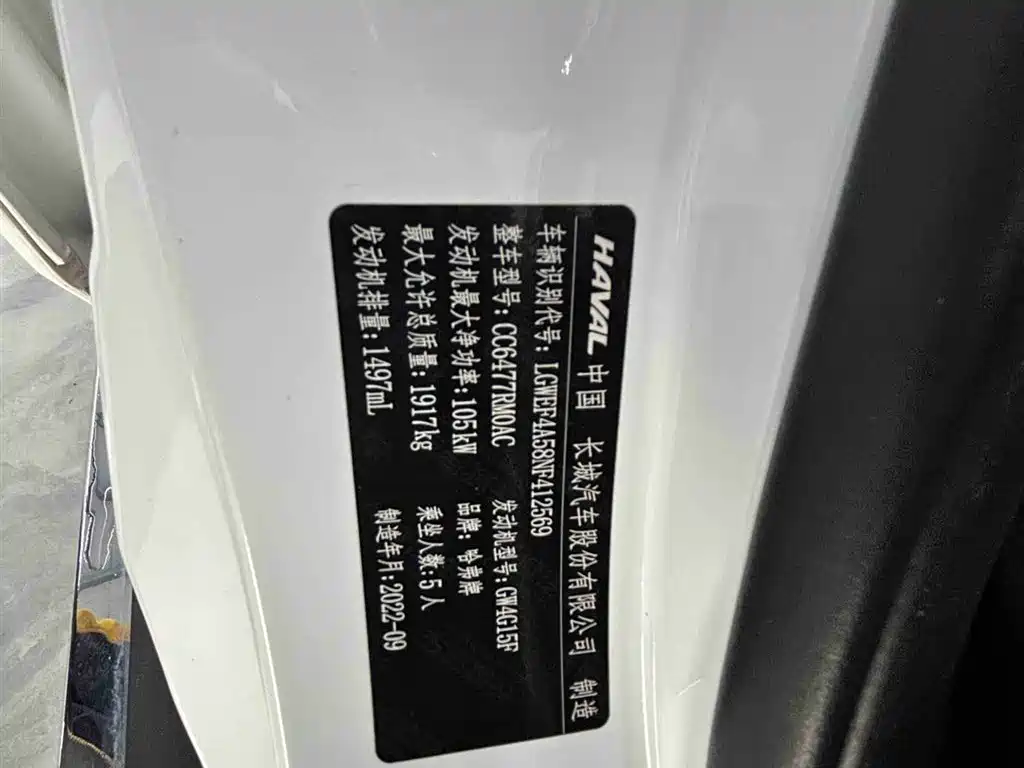 HAVAL 中国 长城汽车股份有限公司 制造
车辆识别代号:LGWEF4A58NF412569
整车型号:CC6477RM0AC 发动机型号:GW4G15F
发动机最大净功率:105kW 品牌:哈弗牌
最大允许总质量:1917kg 乘坐人数:5人
发动机排量:1497mL 制造年月:2022-09